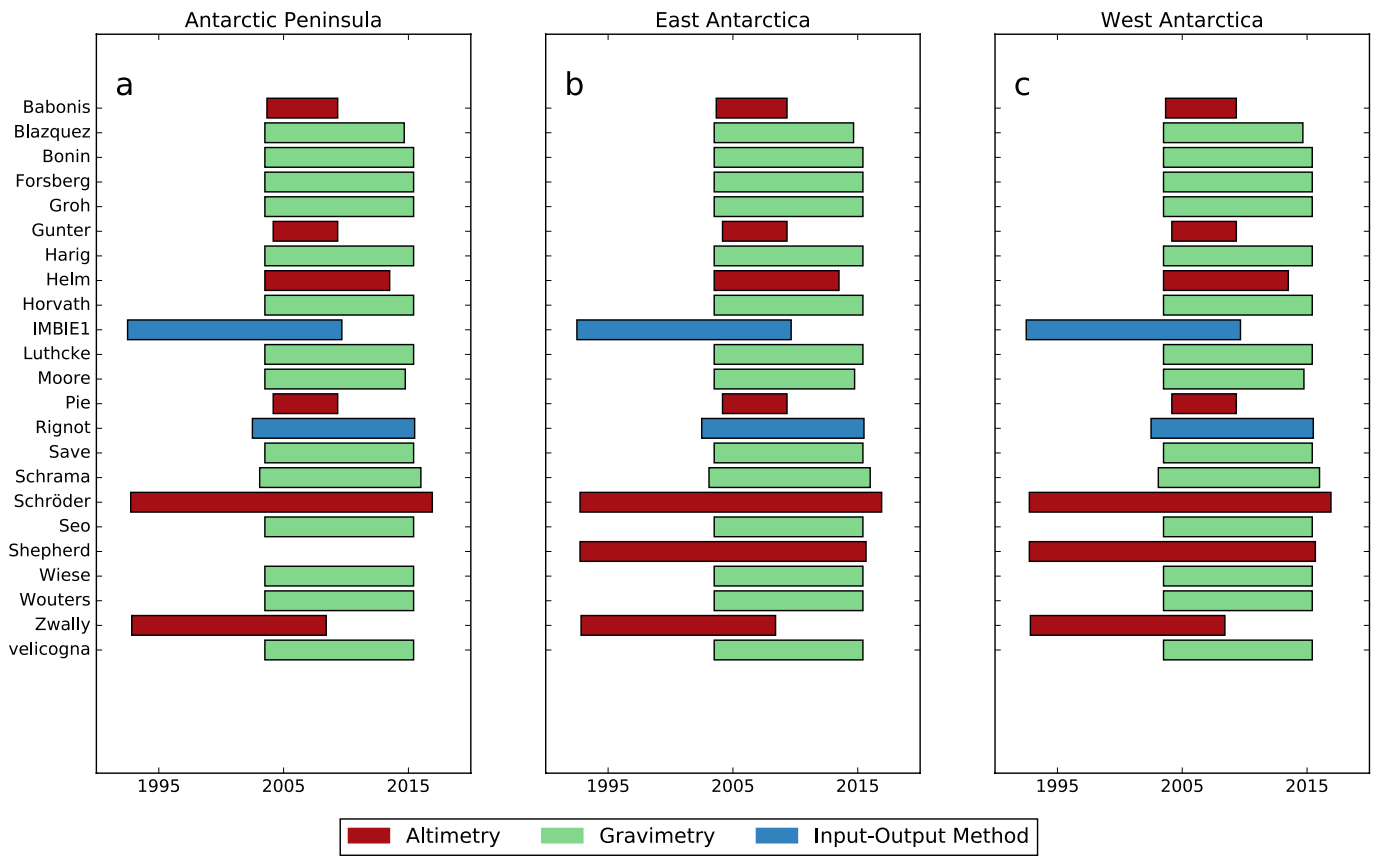 Antarctic Peninsula
East Antarctica
West Antarctica
a
b
c
Babonis
Blazquez
Bonin
Forsberg
Groh
Gunter
Harig
Helm
Horvath
IMBIE1
Luthcke
Moore
Pie
Rignot
Save
Schrama
Schröder
Seo
Shepherd
Wiese
Wouters
Zwally
velicogna
1995 2005 2015
1995 2005 2015
1995 2005 2015
Altimetry Gravimetry Input-Output Method